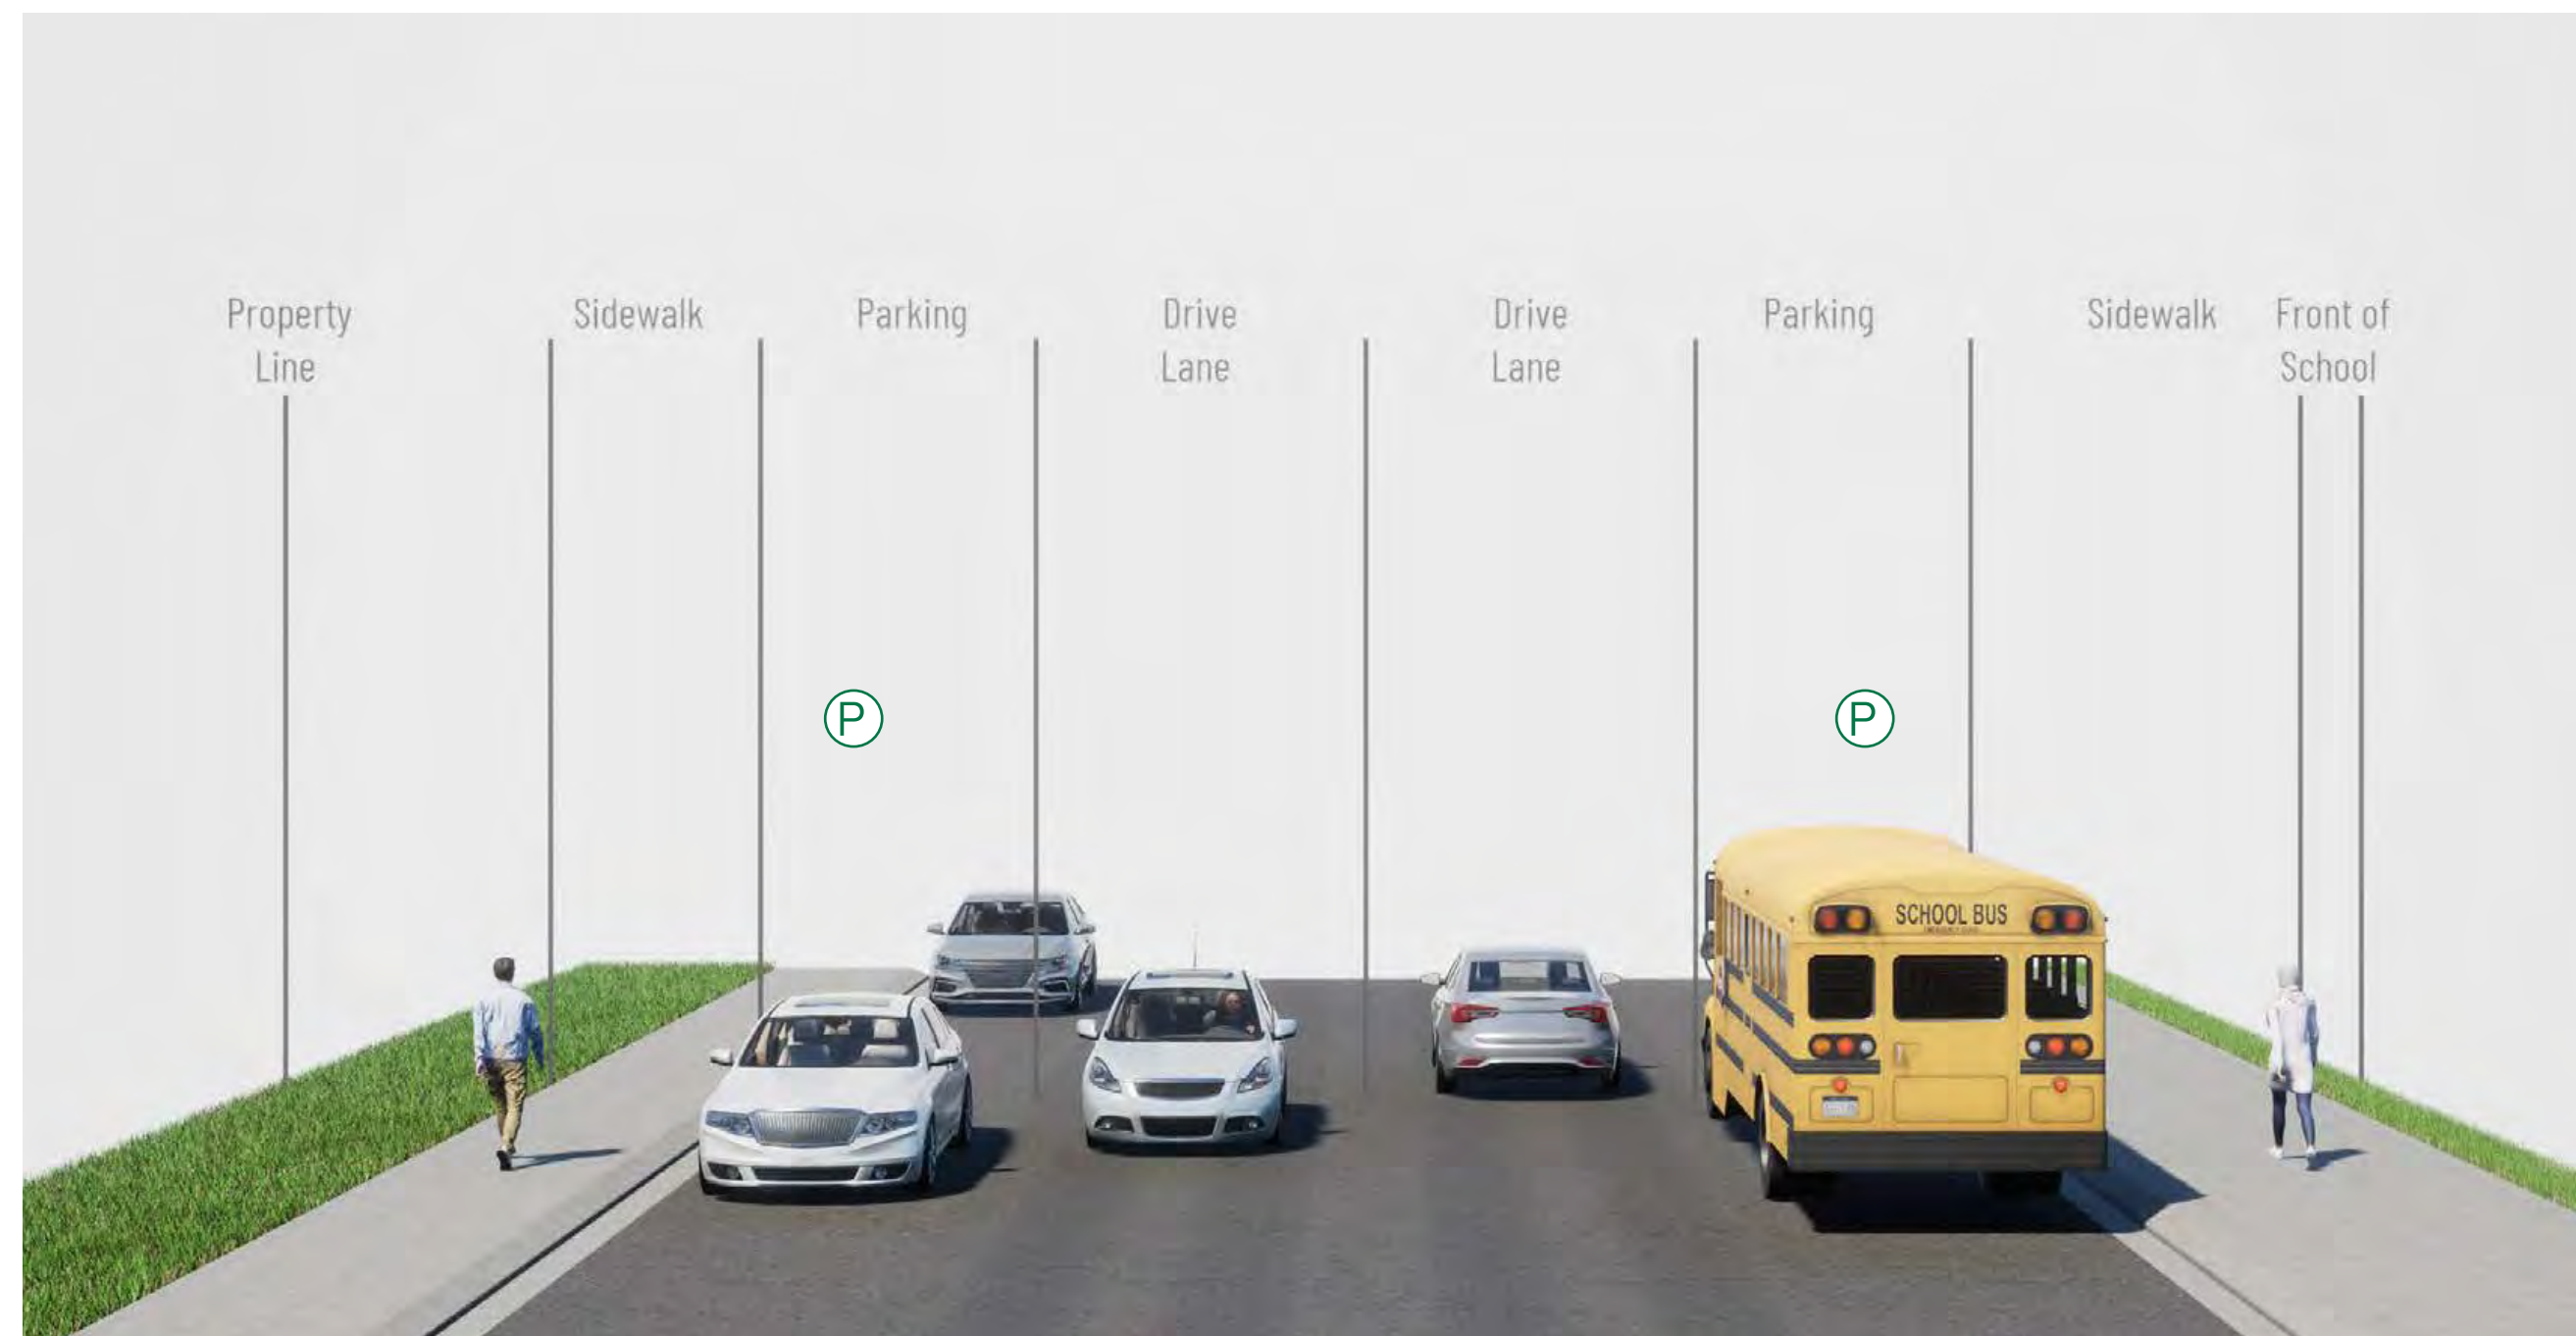 Property
Line
Sidewalk
Parking
Drive
Lane
Drive
Lane
Parking
Sidewalk
Front of
School
P
P
SCHOOL BUS